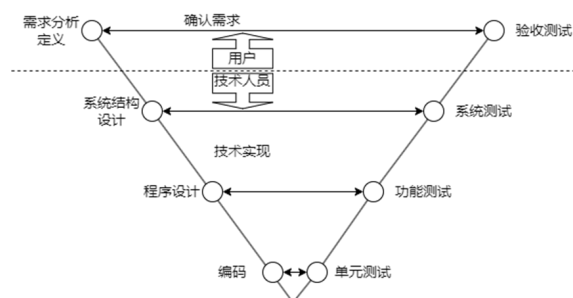 需求分析
定义
确认需求
验收测试
用户
技术人员
系统结构
设计
系统测试
技术实现
程序设计
功能测试
编码
单元测试